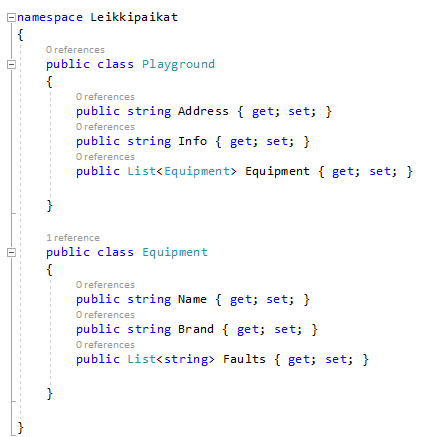 namespace Leikkipaikat
{
0 references
public class Playground
{
0 references
public string Address { get; set; }
0 references
public string Info { get; set; }
0 references
public List<Equipment> Equipment { get; set; }
}
1 reference
public class Equipment
{
0 references
public string Name { get; set; }
0 references
public string Brand { get; set; }
0 references
public List<string> Faults { get; set; }
}
}